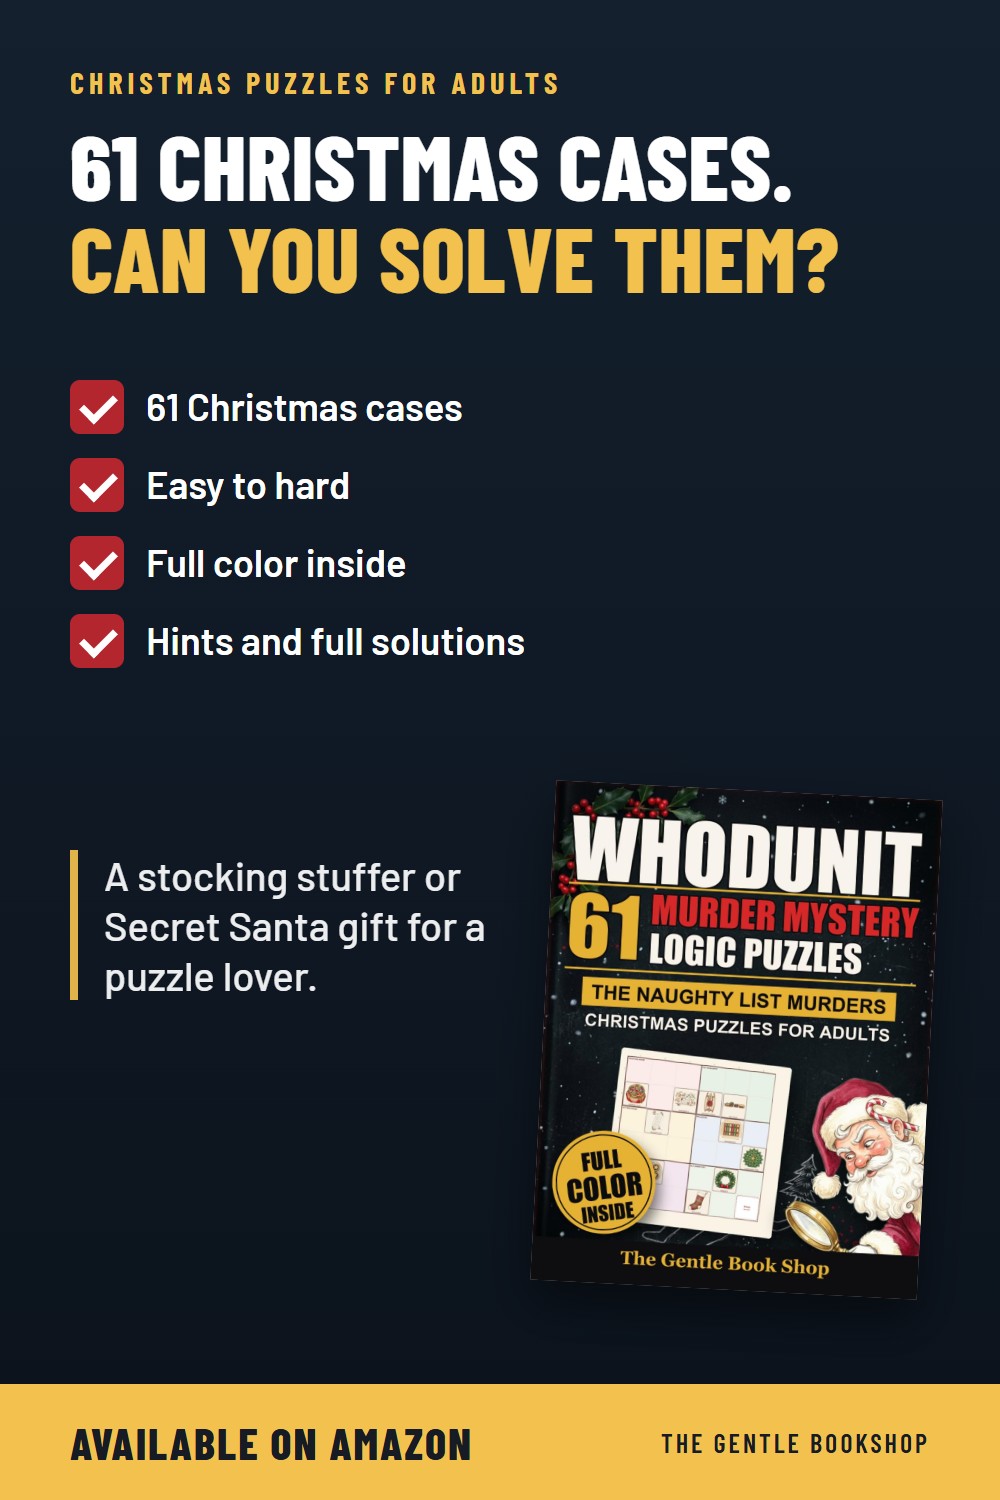 CHRISTMAS PUZZLES FOR ADULTS
61 CHRISTMAS CASES.
CAN YOU SOLVE THEM?
61 Christmas cases
Easy to hard
Full color inside
Hints and full solutions
A stocking stuffer or
Secret Santa gift for a
puzzle lover.
WHODUNIT
61 MURDER MYSTERY
LOGIC PUZZLES
THE NAUGHTY LIST MURDERS
CHRISTMAS PUZZLES FOR ADULTS
FULL
COLOR
INSIDE
The Gentle Book Shop
AVAILABLE ON AMAZON
THE GENTLE BOOKSHOP